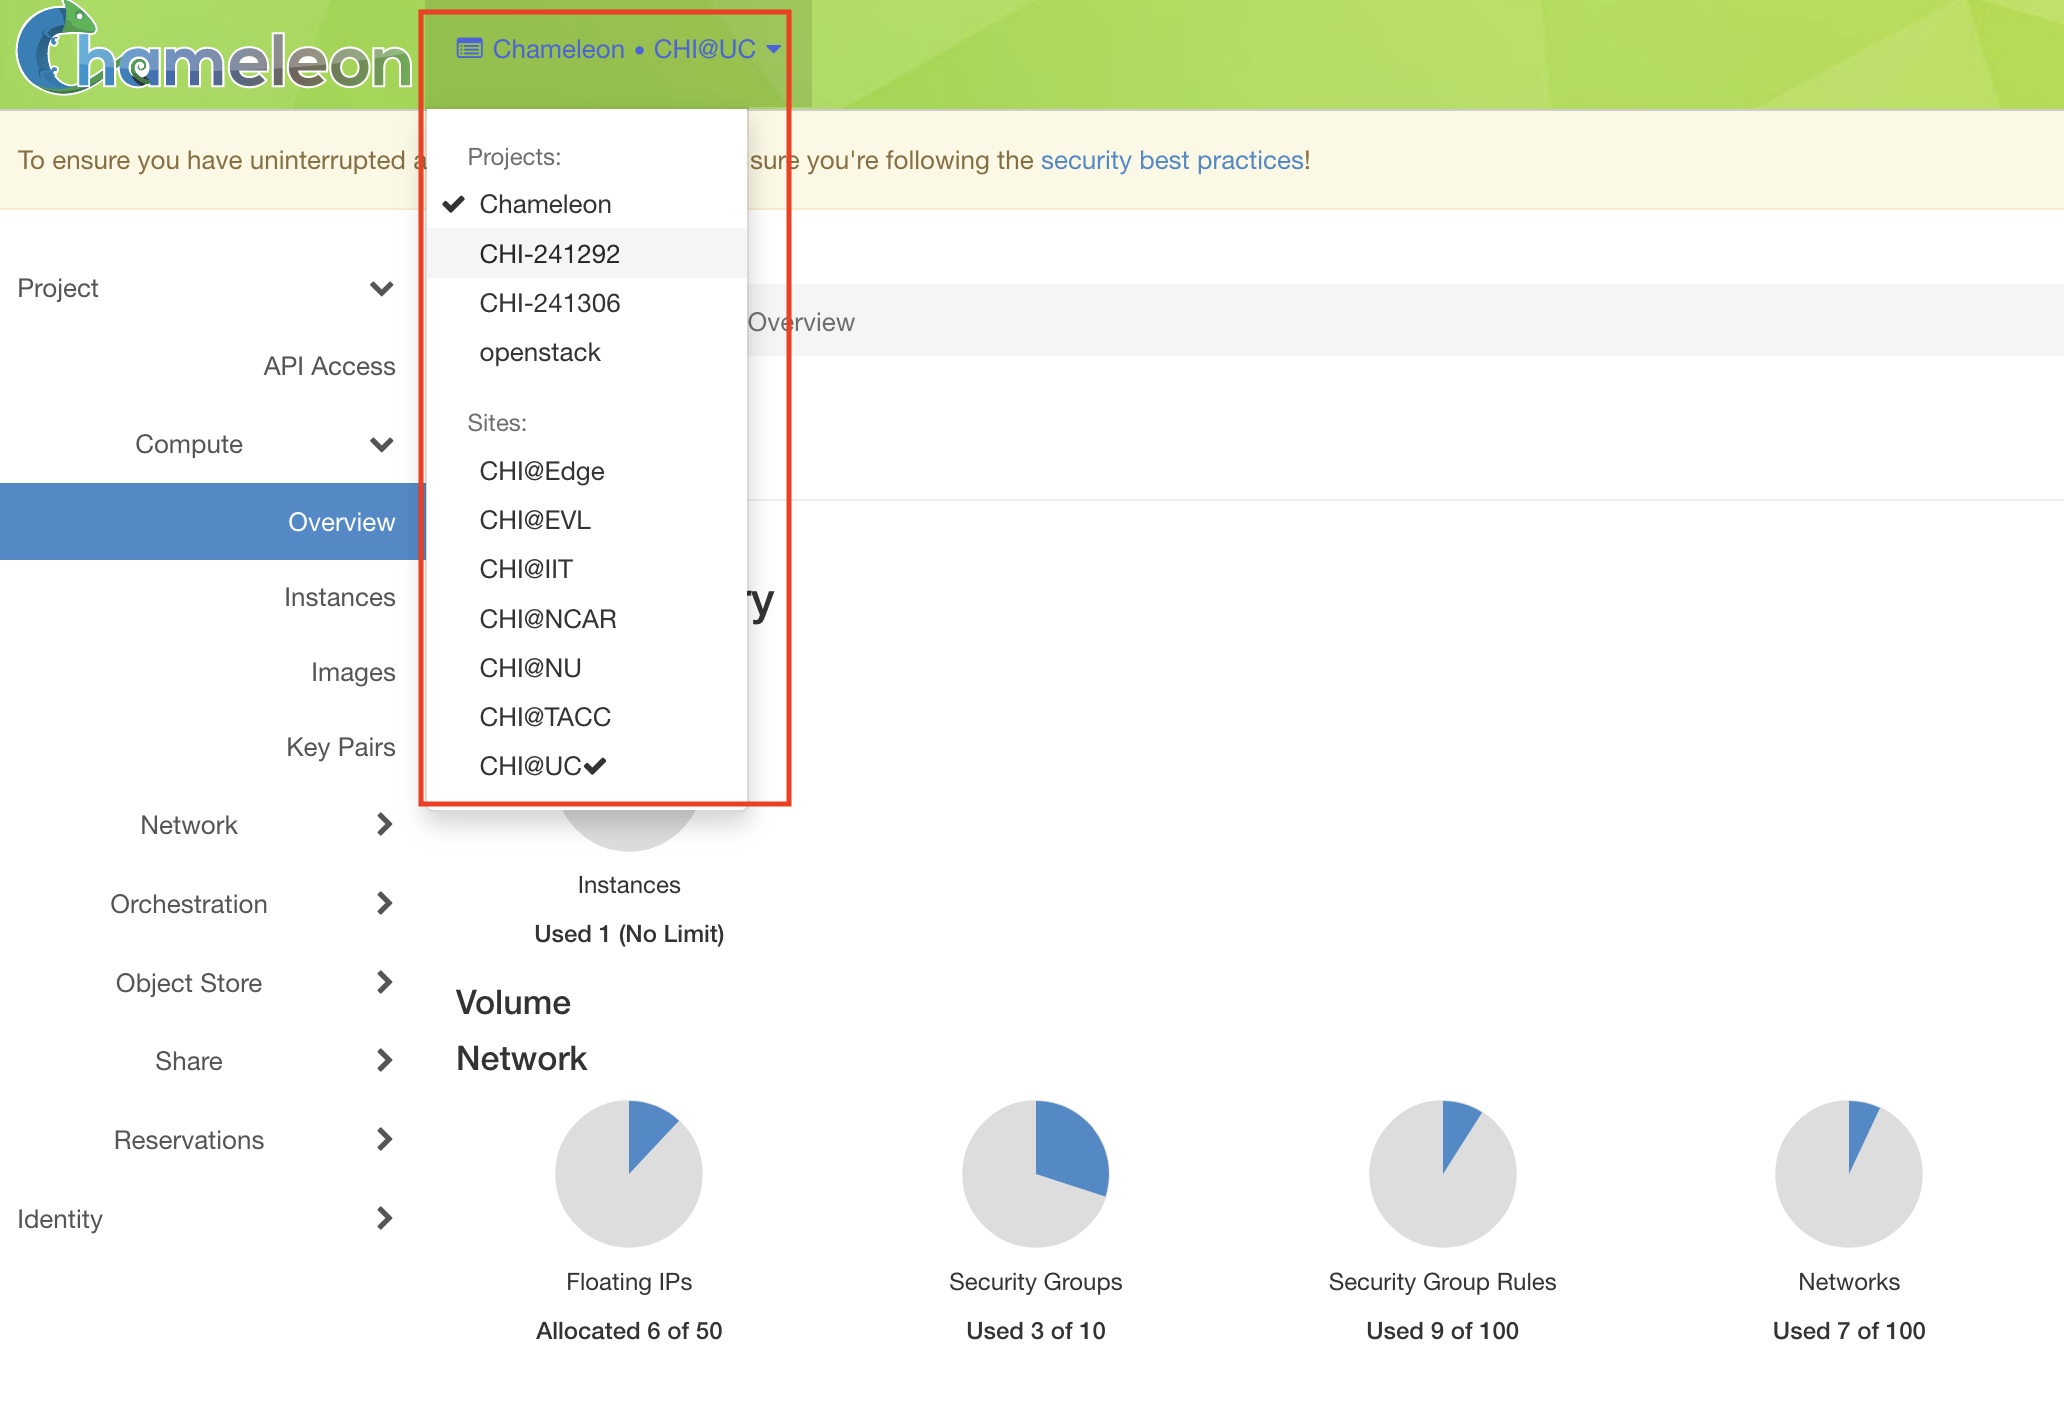 Chameleon
Chameleon • CHI@UC
To ensure you have uninterrupted
sure you're following the security best practices!
Projects:
Chameleon
CHI-241292
CHI-241306
openstack
Sites:
CHI@Edge
CHI@EVL
CHI@IIT
CHI@NCAR
CHI@NU
CHI@TACC
CHI@UC
Project
API Access
Compute
Overview
Instances
Images
Key Pairs
Network
Orchestration
Object Store
Share
Reservations
Identity
Overview
Instances
Used 1 (No Limit)
Volume
Network
Floating IPs
Allocated 6 of 50
Security Groups
Used 3 of 10
Security Group Rules
Used 9 of 100
Networks
Used 7 of 100